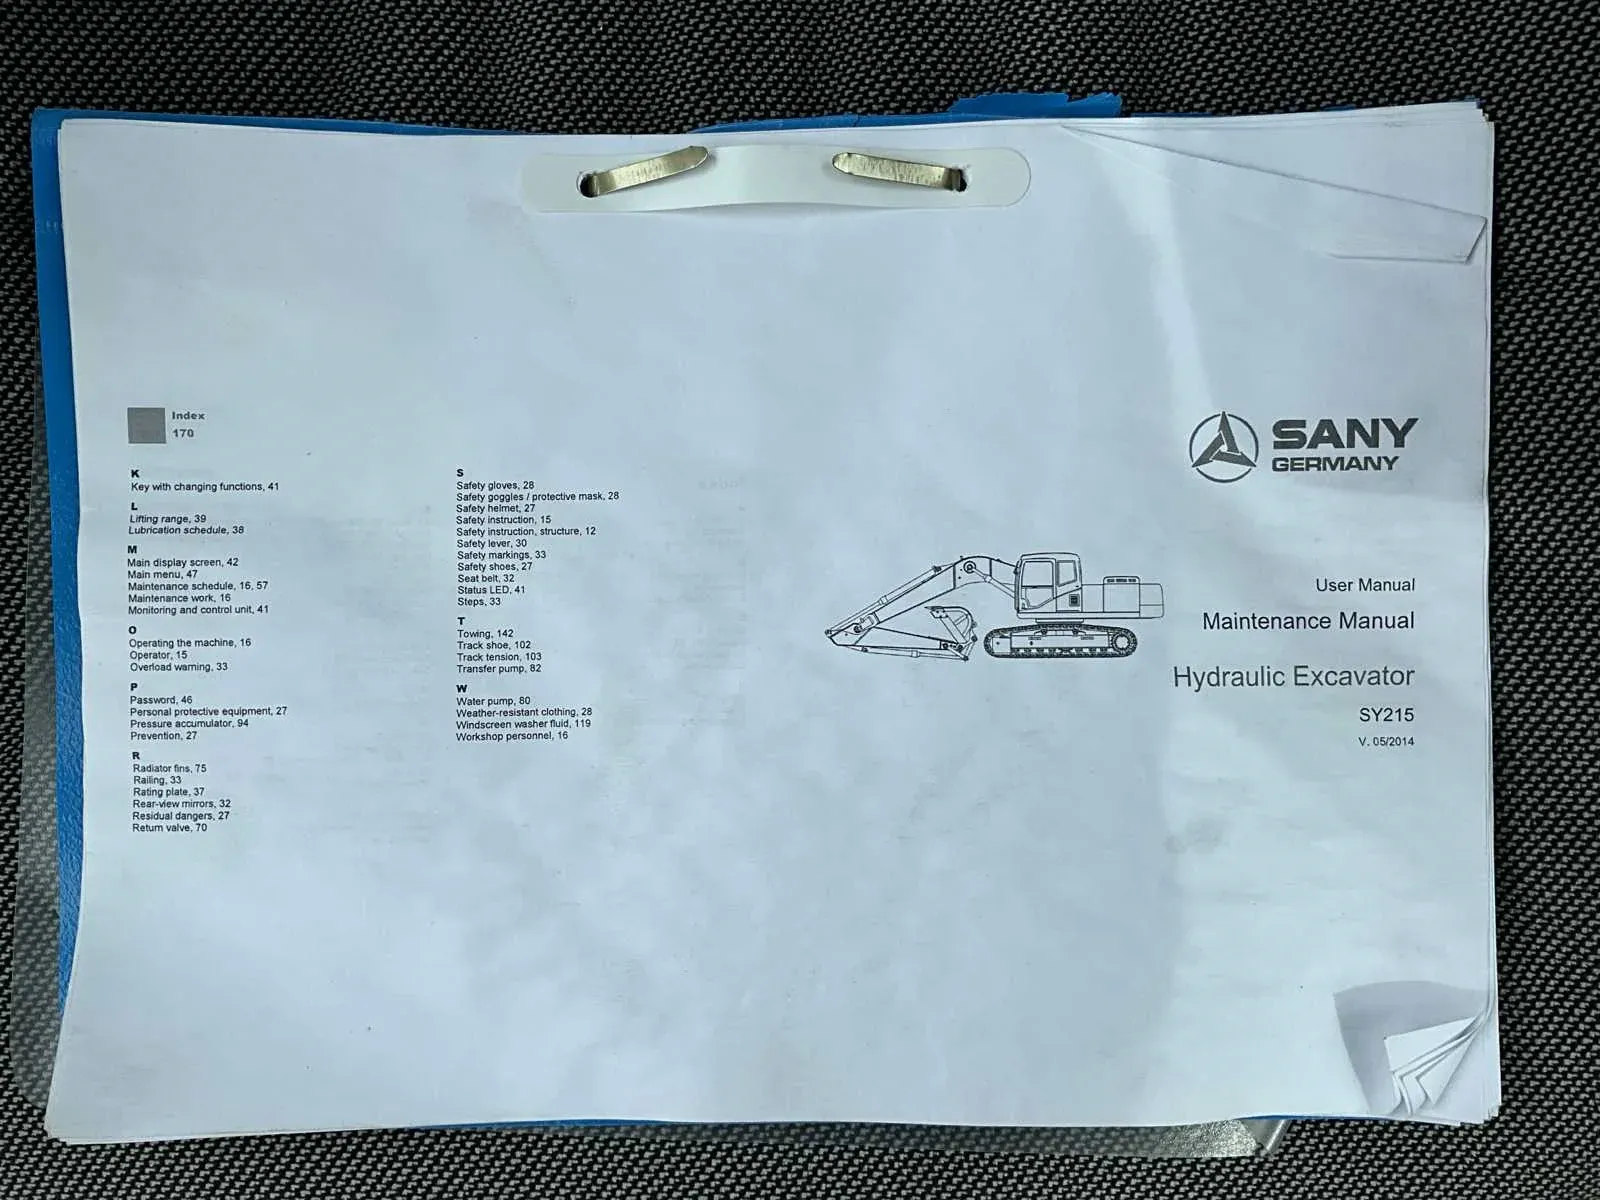 Index
170
K
Key with changing functions, 41
L
Lifting range, 39
Lubrication schedule, 38
M
Main display screen, 42
Main menu, 47
Maintenance schedule, 16, 57
Maintenance work, 16
Monitoring and control unit, 41
O
Operating the machine, 16
Operator, 15
Overload warning, 33
P
Password, 46
Personal protective equipment, 27
Pressure accumulator, 94
Prevention, 27
R
Radiator fins, 75
Railing, 33
Rating plate, 37
Rear-view mirrors, 32
Residual dangers, 27
Return valve, 70
S
Safety gloves, 28
Safety goggles / protective mask, 28
Safety helmet, 27
Safety instruction, 15
Safety instruction, structure, 12
Safety lever, 30
Safety markings, 33
Safety shoes, 27
Seat belt, 32
Status LED, 41
Steps, 33
T
Towing, 142
Track shoe, 102
Track tension, 103
Transfer pump, 82
W
Water pump, 80
Weather-resistant clothing, 28
Windscreen washer fluid, 119
Workshop personnel, 16
SANY
GERMANY
User Manual
Maintenance Manual
Hydraulic Excavator
SY215
V. 05/2014